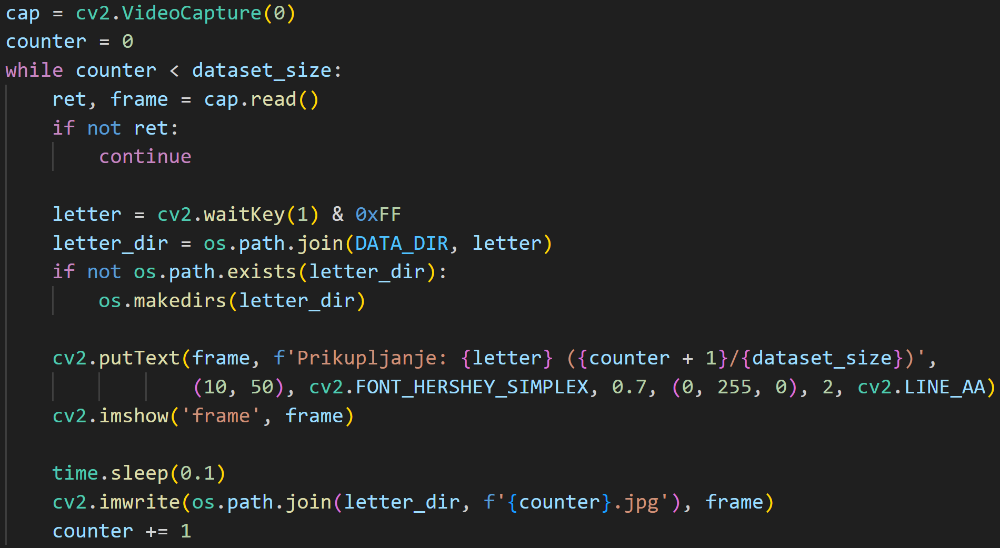 cap = cv2.VideoCapture(0)
counter = 0
while counter < dataset_size:
    ret, frame = cap.read()
    if not ret:
        continue

    letter = cv2.waitKey(1) & 0xFF
    letter_dir = os.path.join(DATA_DIR, letter)
    if not os.path.exists(letter_dir):
        os.makedirs(letter_dir)

    cv2.putText(frame, f'Prikupljanje: {letter} ({counter + 1}/{dataset_size})',
                (10, 50), cv2.FONT_HERSHEY_SIMPLEX, 0.7, (0, 255, 0), 2, cv2.LINE_AA)
    cv2.imshow('frame', frame)

    time.sleep(0.1)
    cv2.imwrite(os.path.join(letter_dir, f'{counter}.jpg'), frame)
    counter += 1